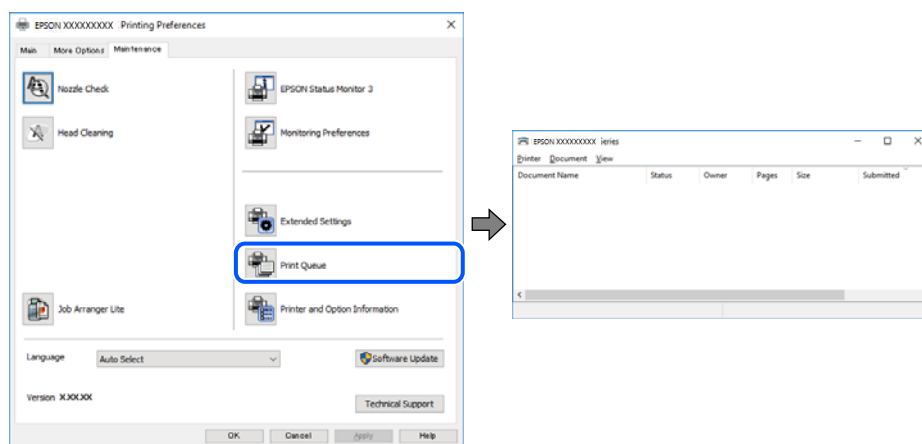 EPSON XXXXXXXXX Printing Preferences
Main More Options Maintenance
Nozzle Check
EPSON Status Monitor 3
Head Cleaning
Monitoring Preferences
Extended Settings
Print Queue
Job Arranger Lite
Printer and Option Information
Language
Auto Select
Software Update
Version X.XX.XX
Technical Support
OK Cancel Apply Help
EPSON XXXXXXXXX ieries
Printer Document View
Document Name Status Owner Pages Size Submitted